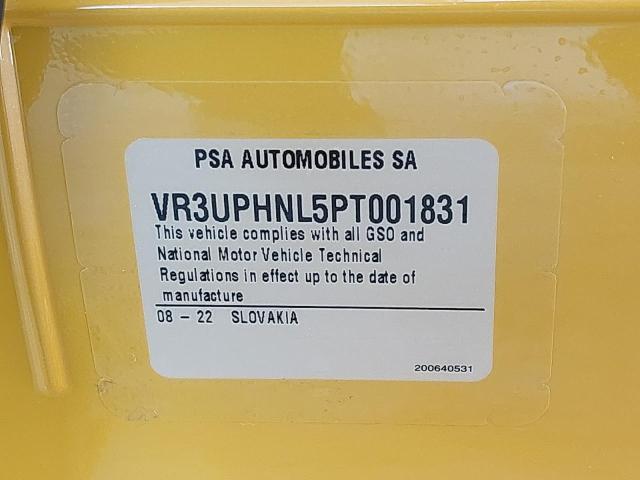 PSA AUTOMOBILES SA
VR3UPHNL5PT001831
This vehicle complies with all GSO and
National Motor Vehicle Technical
Regulations in effect up to the date of
manufacture
08 - 22 SLOVAKIA
200640531